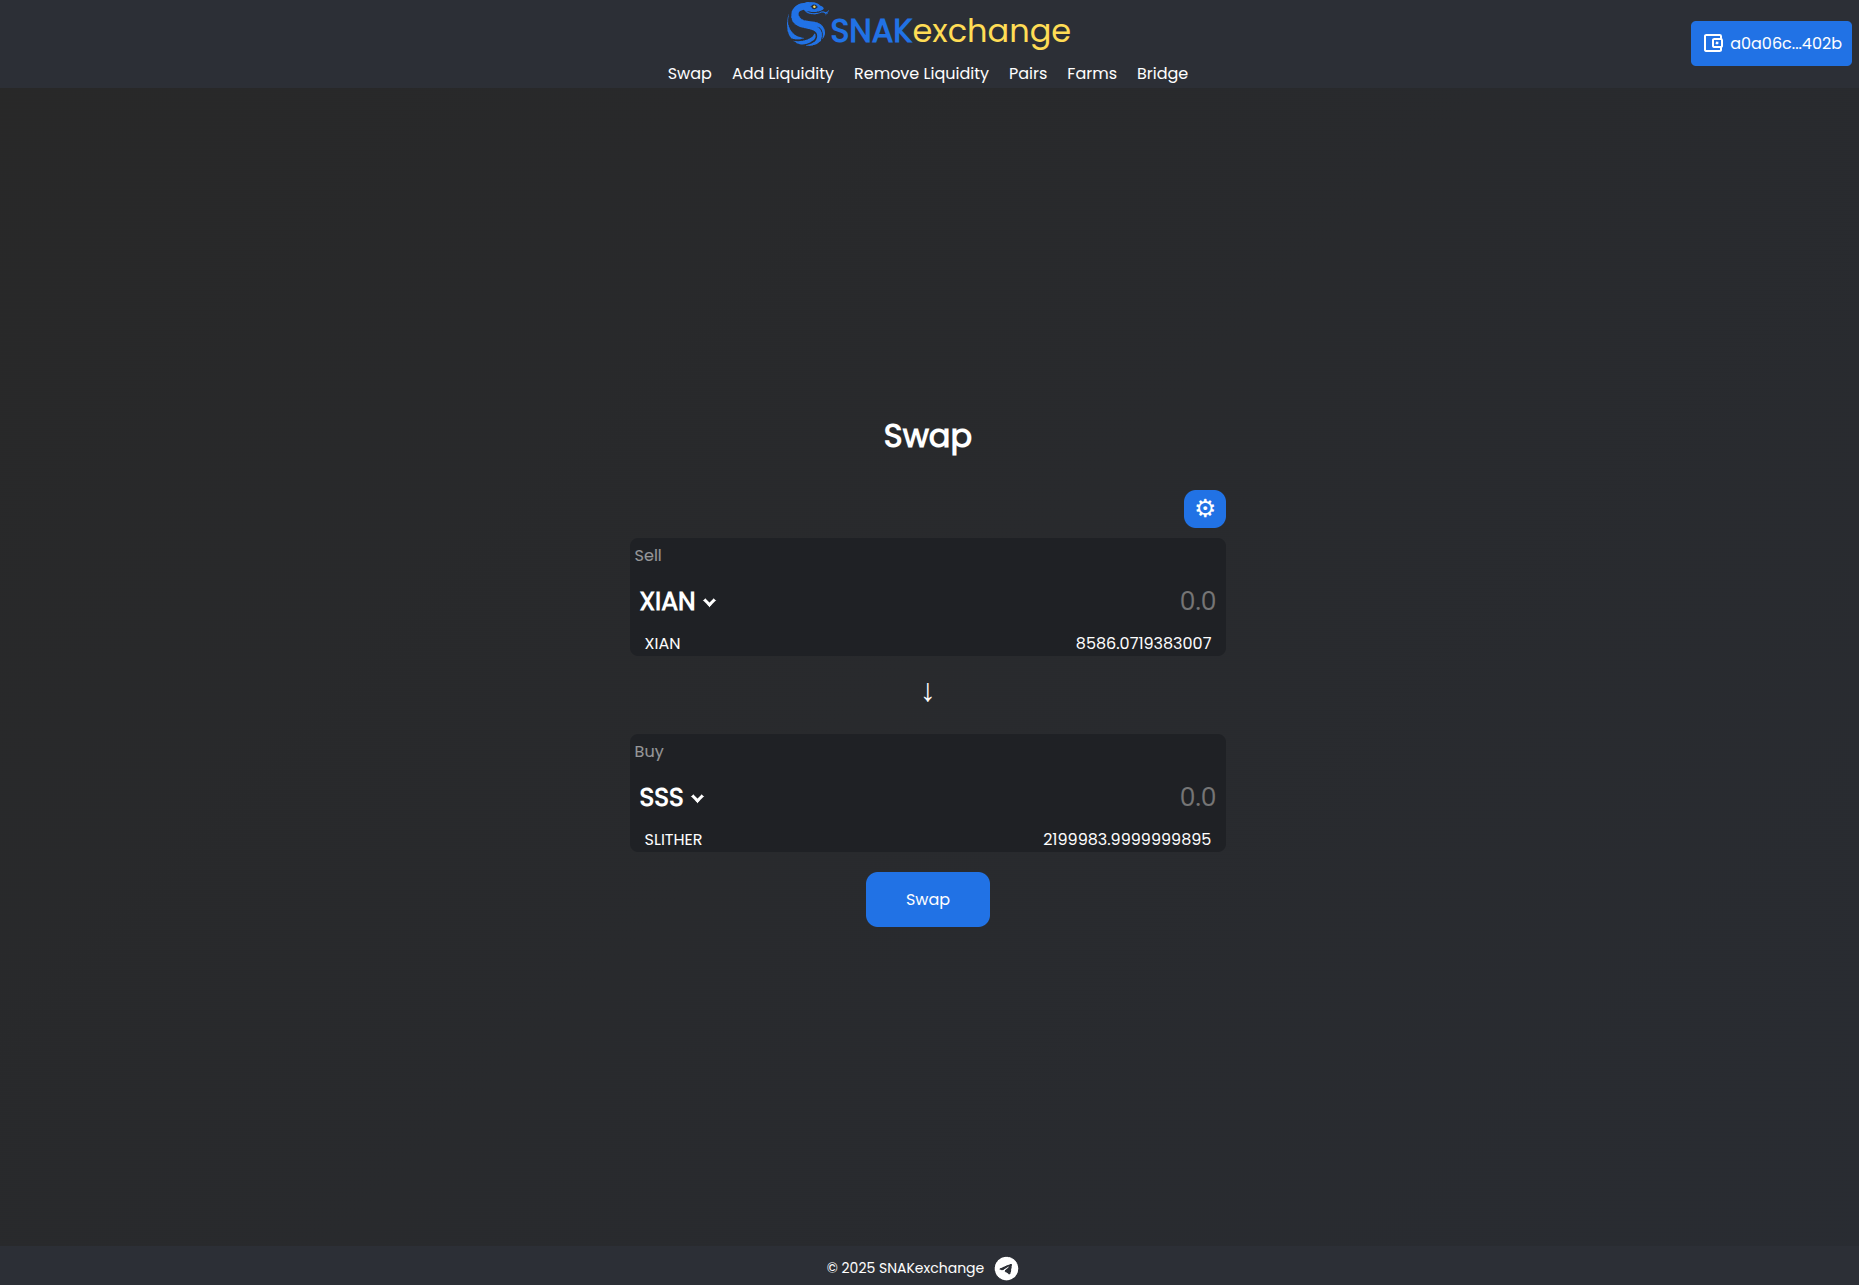 SNAKexchange
a0a06c...402b
Swap Add Liquidity Remove Liquidity Pairs Farms Bridge
Swap
Sell
XIAN 0.0
XIAN 8586.0719383007
↓
Buy
SSS 0.0
SLITHER 2199983.9999999895
Swap
© 2025 SNAKexchange